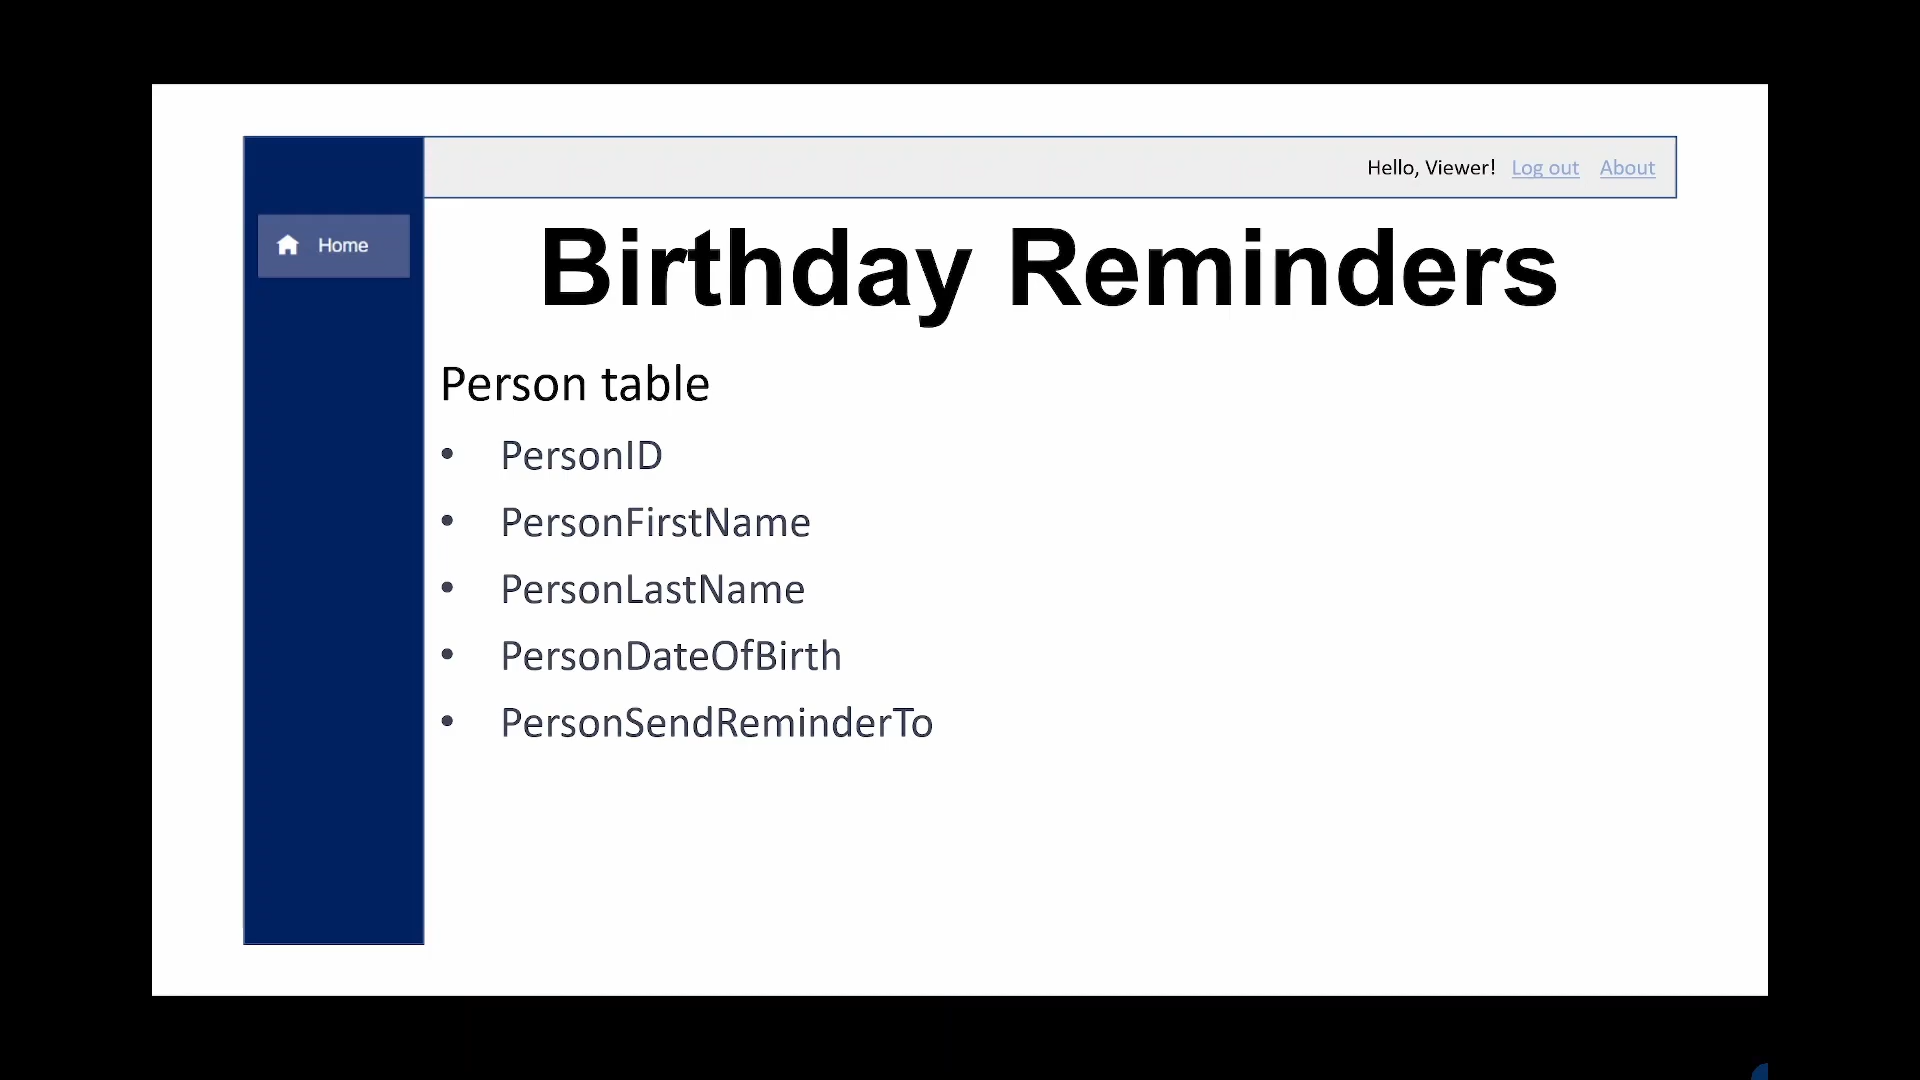 Hello, Viewer! Log out About
Home
Birthday Reminders
Person table
• PersonID
• PersonFirstName
• PersonLastName
• PersonDateOfBirth
• PersonSendReminderTo